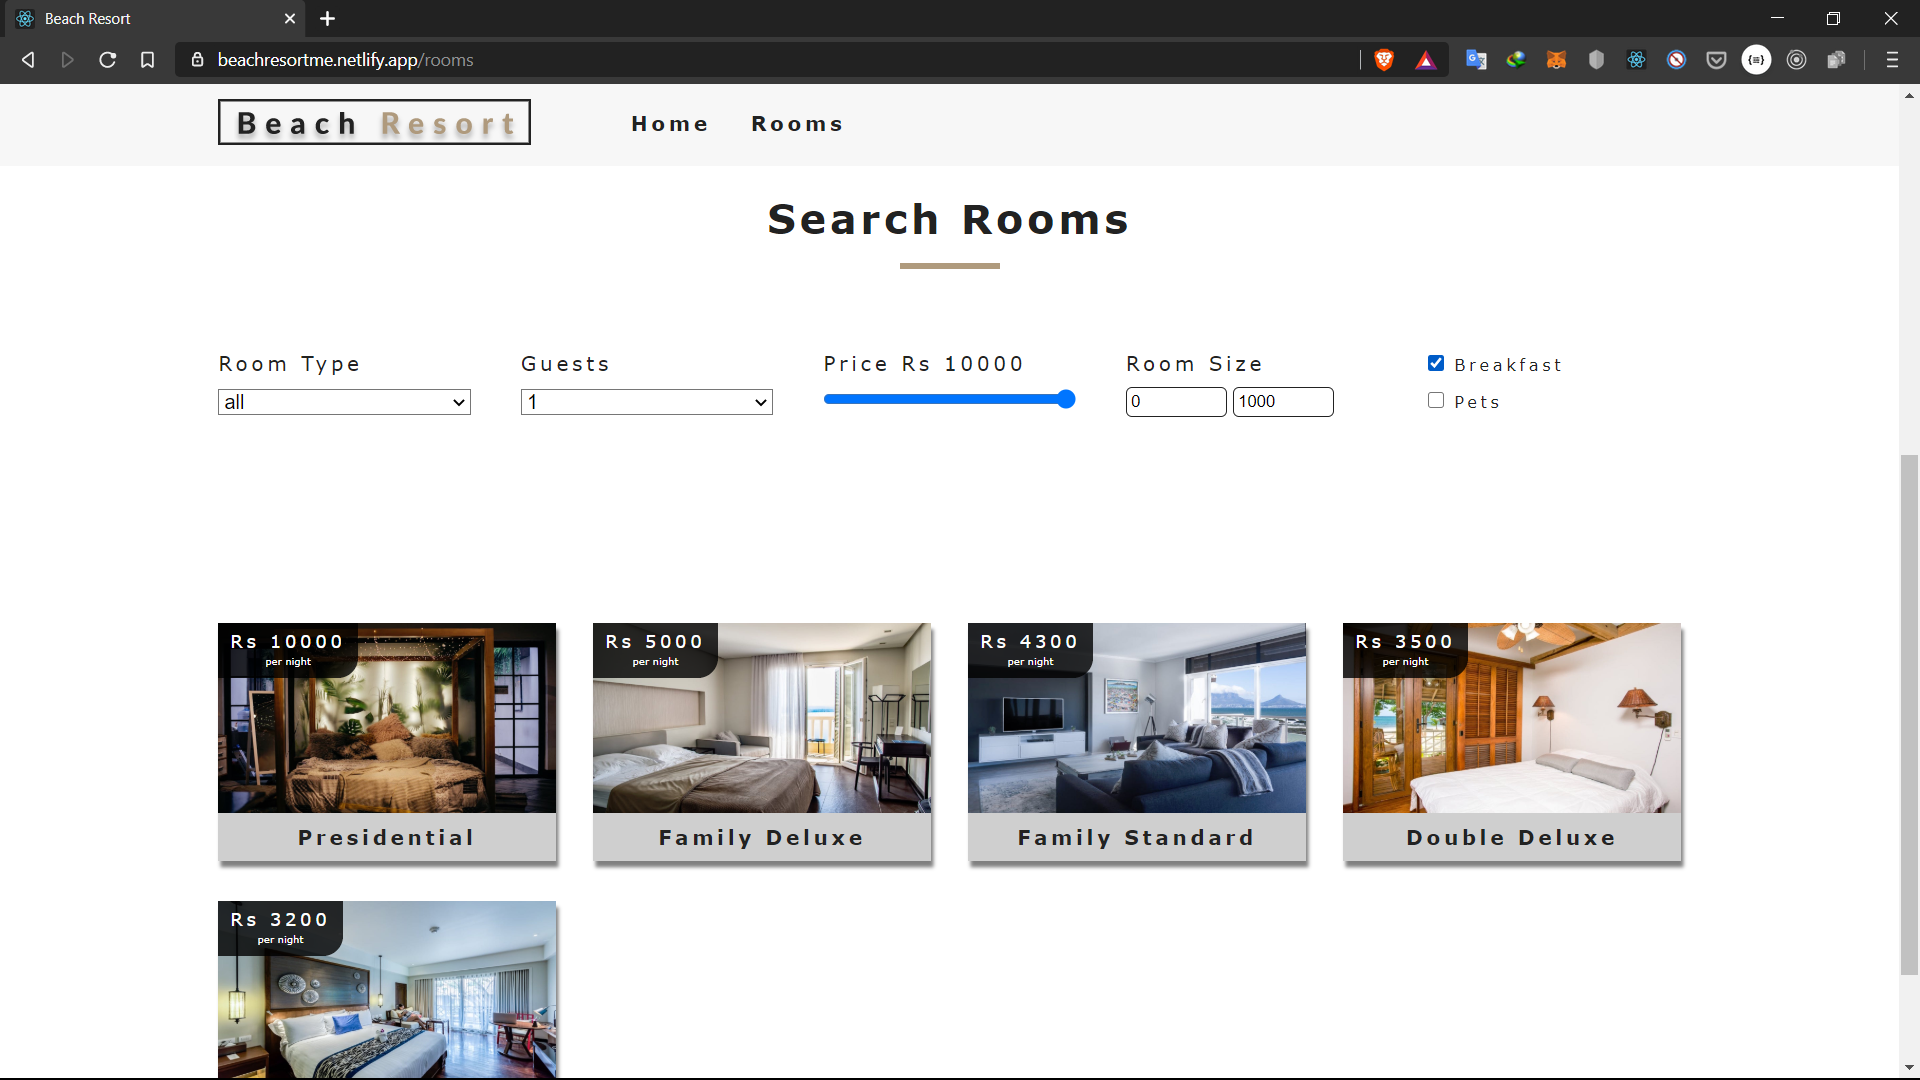 Beach Resort
beachresortme.netlify.app/rooms
Beach Resort
Home
Rooms
Search Rooms
Room Type
all
Guests
1
Price Rs 10000
Room Size
0
1000
Breakfast
Pets
Rs 10000
per night
Presidential
Rs 5000
per night
Family Deluxe
Rs 4300
per night
Family Standard
Rs 3500
per night
Double Deluxe
Rs 3200
per night